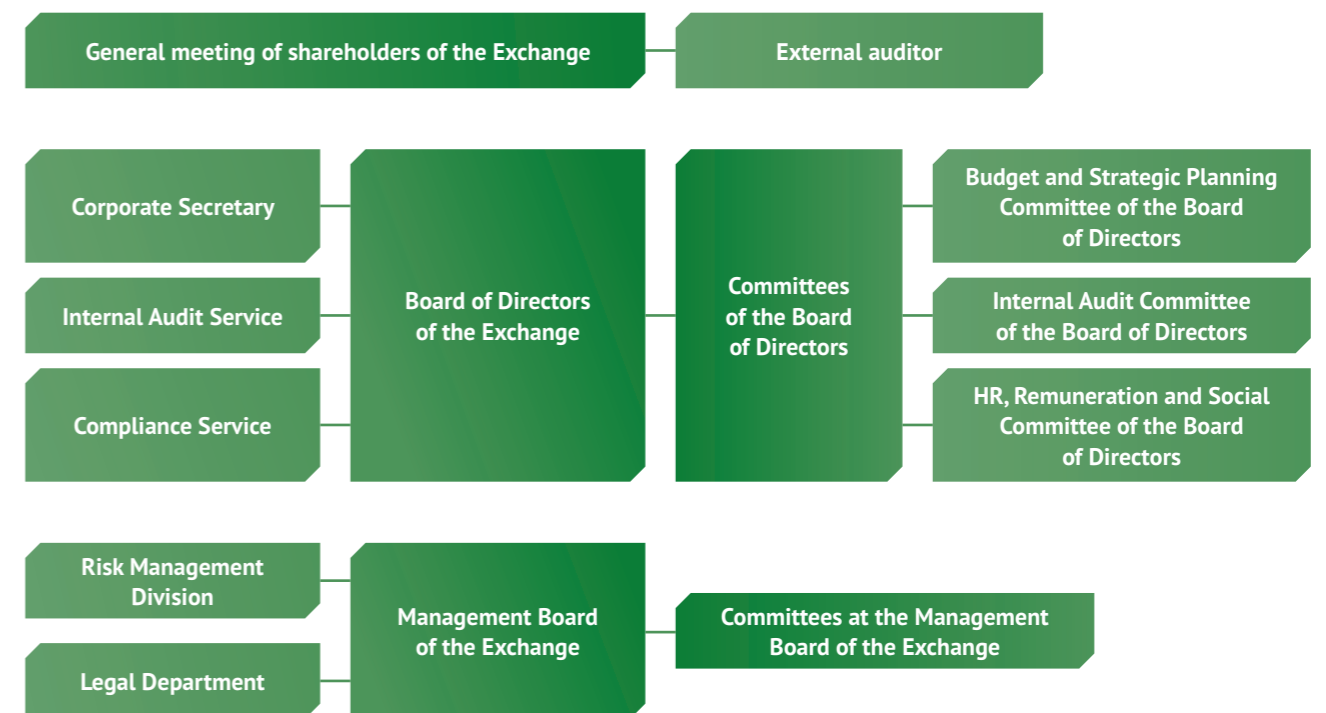 General meeting of shareholders of the Exchange
External auditor
Corporate Secretary
Internal Audit Service
Compliance Service
Board of Directors
of the Exchange
Committees
of the Board
of Directors
Budget and Strategic Planning
Committee of the Board
of Directors
Internal Audit Committee
of the Board of Directors
HR, Remuneration and Social
Committee of the Board
of Directors
Risk Management
Division
Legal Department
Management Board
of the Exchange
Committees at the Management
Board of the Exchange